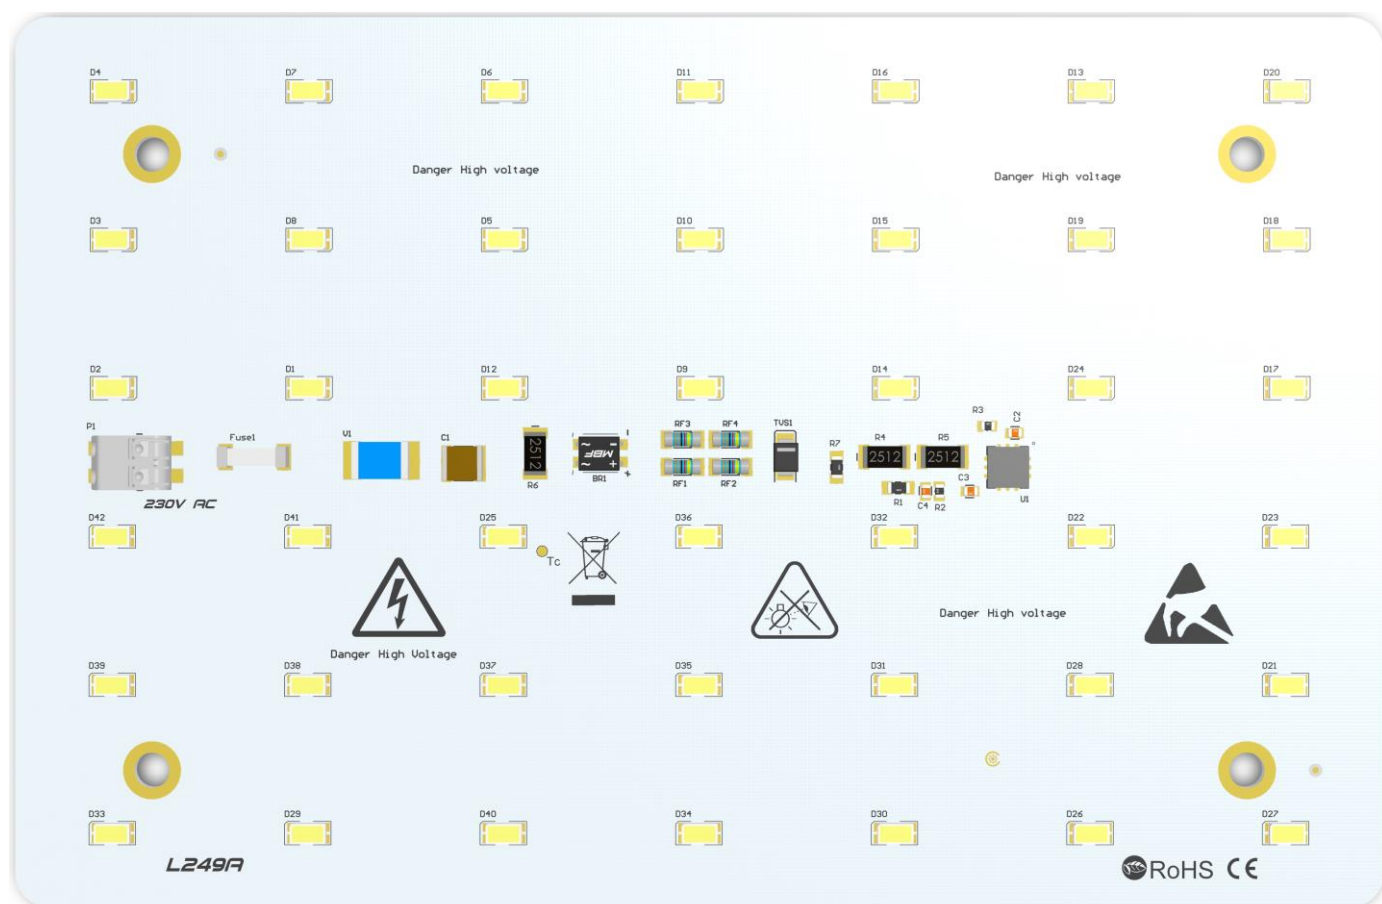 D4 D7 D6 D11 D16 D13 D20
Danger High voltage
Danger High voltage
D3 D8 D5 D10 D15 D19 D18
D2 D1 D12 D9 D14 D24 D17
P1
Fuse1
V1
C1
2512
R6
MBF
BR1
RF3 RF4
RF1 RF2
TVS1
R7
R4 R5
2512 2512
R1 C4 R2
R3 C2
C3
U1
230V AC
D42 D41 D25 D36 D32 D22 D23
Tc
Danger High voltage
Danger High Voltage
D39 D38 D37 D35 D31 D28 D21
D33 D29 D40 D34 D30 D26 D27
L249A
RoHS CE